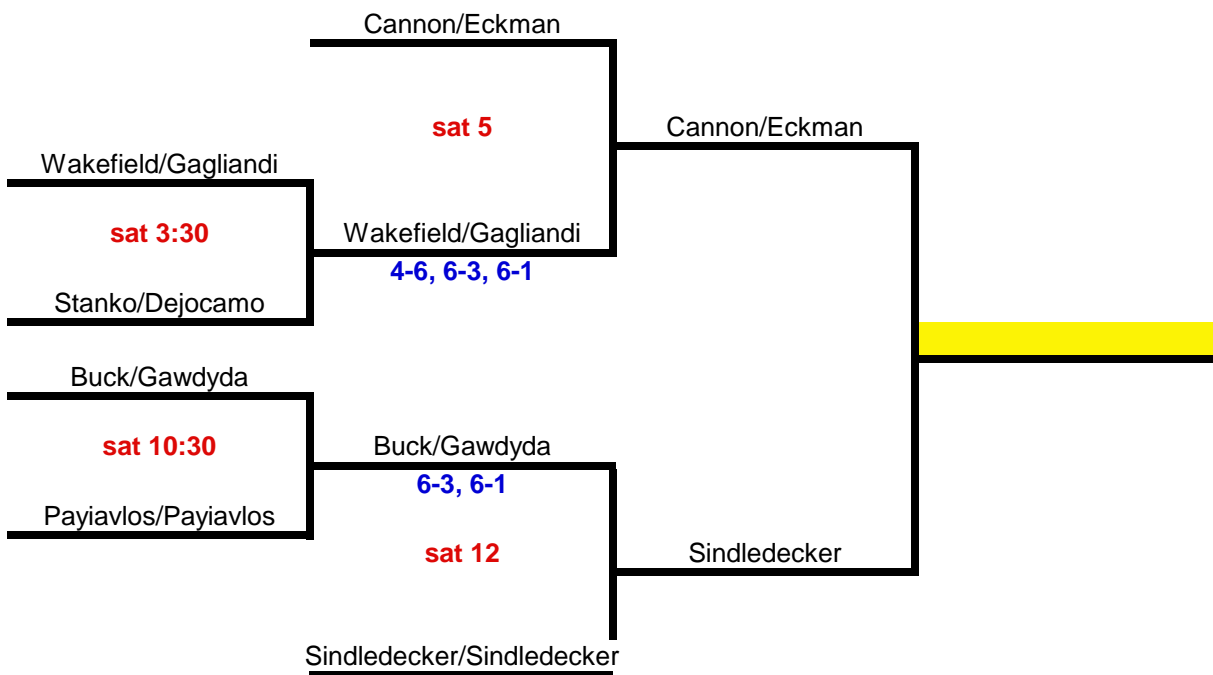 Cannon/Eckman
sat 5
Cannon/Eckman
Wakefield/Gagliandi
sat 3:30
Wakefield/Gagliandi
4-6, 6-3, 6-1
Stanko/Dejocamo
Buck/Gawdyda
sat 10:30
Buck/Gawdyda
6-3, 6-1
Payiavlos/Payiavlos
sat 12
Sindledecker
Sindledecker/Sindledecker